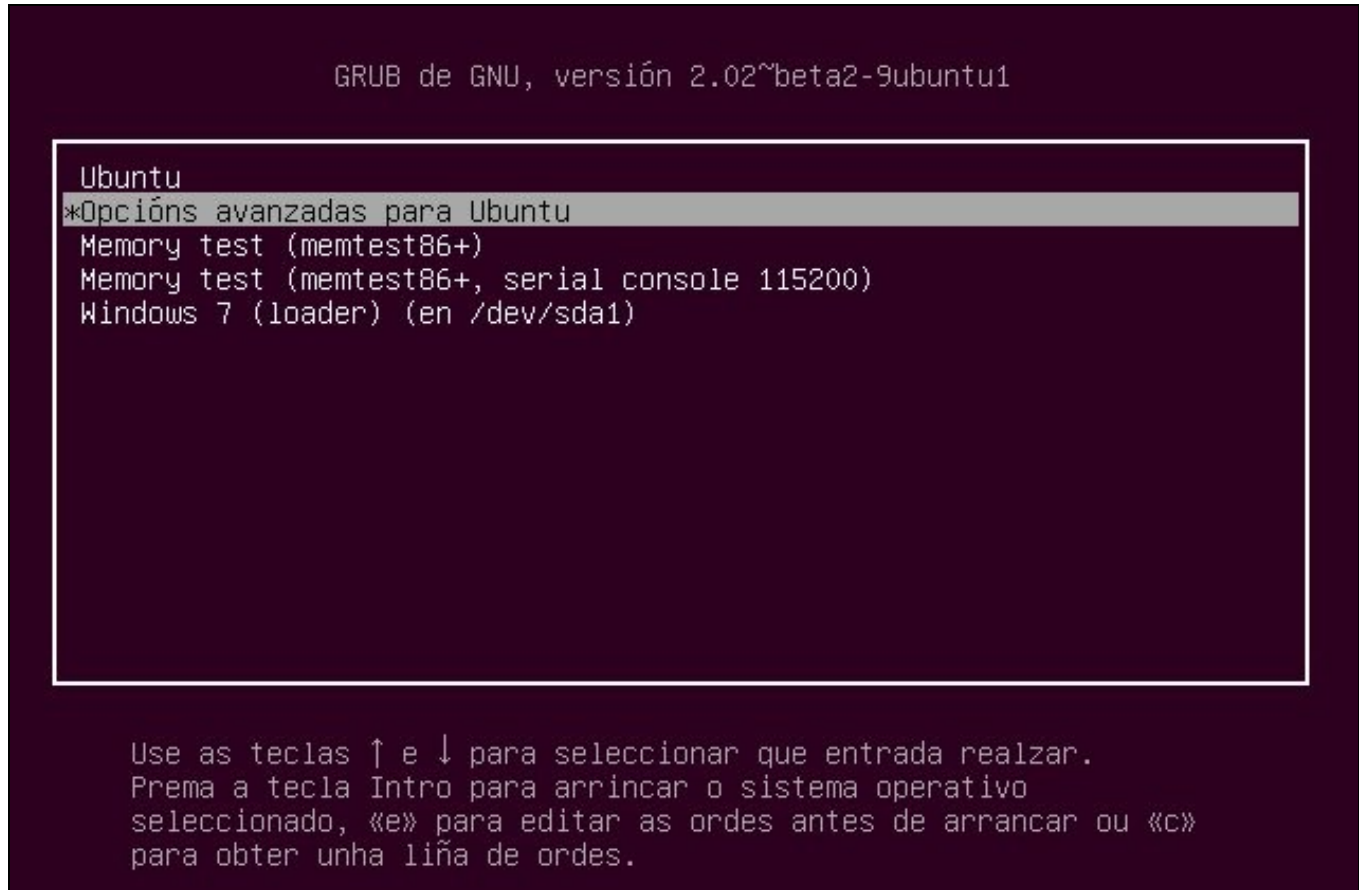 GRUB de GNU, versión 2.02~beta2-9ubuntu1
Ubuntu
*Opcións avanzadas para Ubuntu
Memory test (memtest86+)
Memory test (memtest86+, serial console 115200)
Windows 7 (loader) (en /dev/sda1)
Use as teclas ↑ e ↓ para seleccionar que entrada realzar.
Prema a tecla Intro para arrincar o sistema operativo
seleccionado, «e» para editar as ordes antes de arrancar ou «c»
para obter unha liña de ordes.